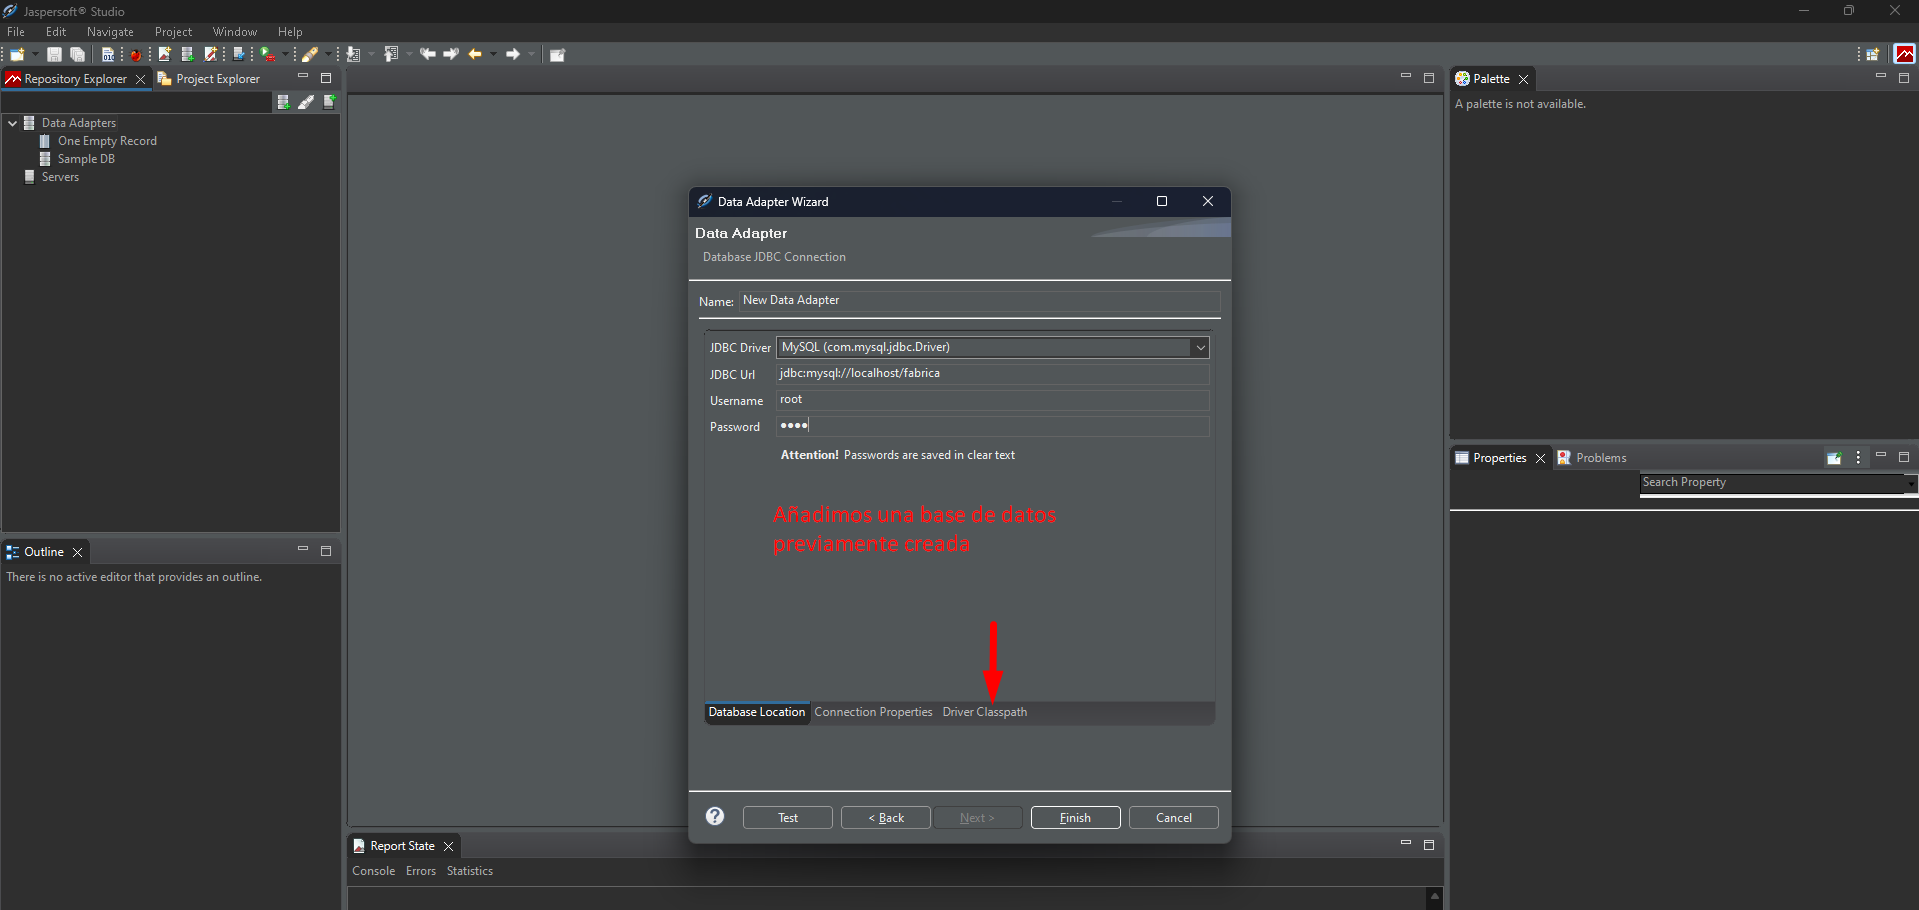 Jaspersoft® Studio
File Edit Navigate Project Window Help
Repository Explorer Project Explorer
Data Adapters
One Empty Record
Sample DB
Servers
Outline
There is no active editor that provides an outline.
Data Adapter Wizard
Data Adapter
Database JDBC Connection
Name: New Data Adapter
JDBC Driver MySQL (com.mysql.jdbc.Driver)
JDBC Url jdbc:mysql://localhost/fabrica
Username root
Password ••••
Attention! Passwords are saved in clear text
Añadimos una base de datos
previamente creada
Database Location Connection Properties Driver Classpath
Test < Back Next > Finish Cancel
Report State
Console Errors Statistics
Palette
A palette is not available.
Properties Problems
Search Property